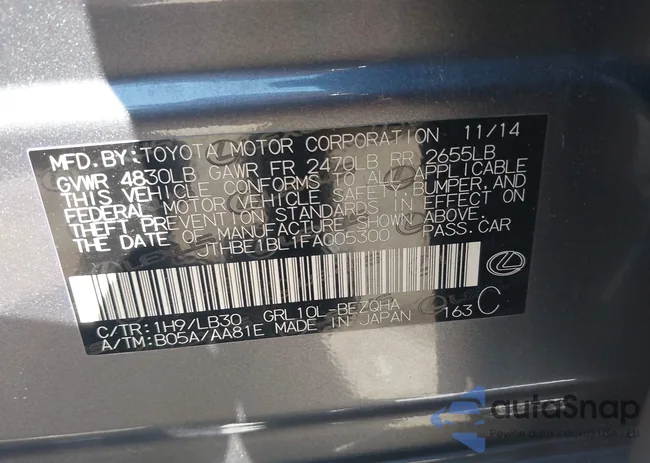 MFD. BY: TOYOTA MOTOR CORPORATION 11/14
GVWR 4830LB GAWR FR 2470LB RR 2655LB
THIS VEHICLE CONFORMS TO ALL APPLICABLE
FEDERAL MOTOR VEHICLE SAFETY, BUMPER, AND
THEFT PREVENTION STANDARDS IN EFFECT ON
THE DATE OF MANUFACTURE SHOWN ABOVE.
JTHBE1BL1FA005300 PASS.CAR
C/TR:1H9/LB30 GRL10L-BEZQHA 163 C
A/TM:B05A/AA81E MADE IN JAPAN
autoSnap